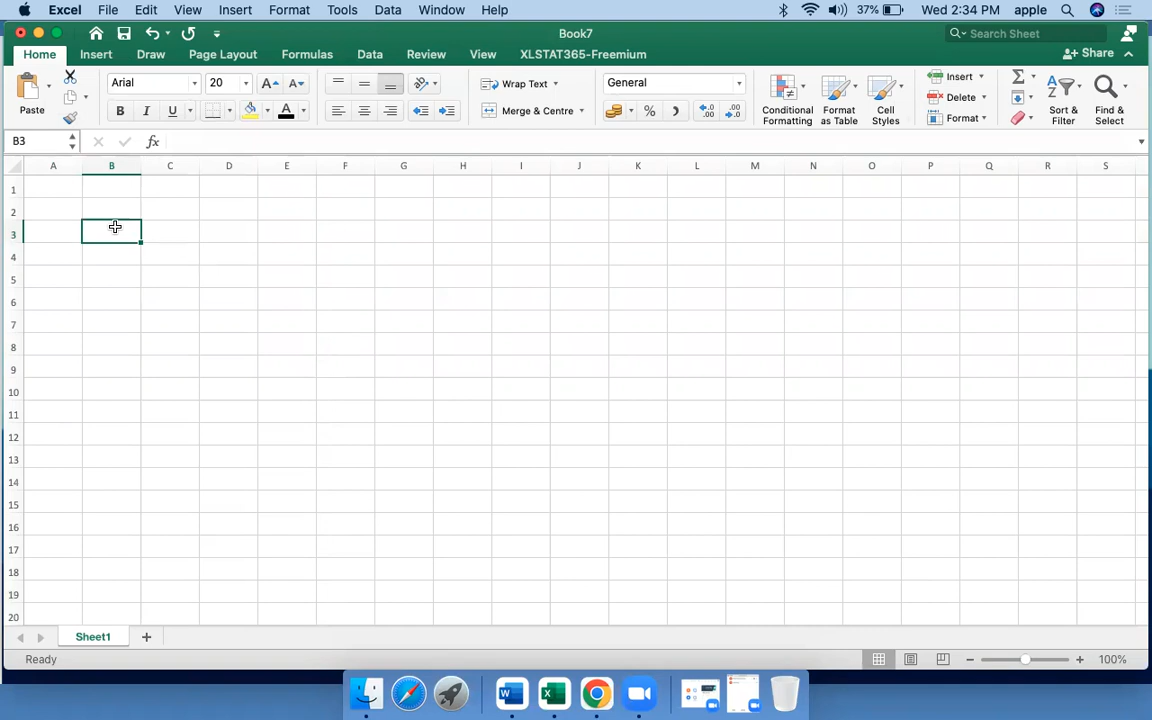 Excel File Edit View Insert Format Tools Data Window Help 37% Wed 2:34 PM apple
Book7 Search Sheet
Home Insert Draw Page Layout Formulas Data Review View XLSTAT365-Freemium Share
Paste Arial 20 A A Wrap Text General Conditional Formatting Format as Table Cell Styles Insert Sort & Filter Find & Select
B I U A Merge & Centre % Delete
Format
B3 fx
A B C D E F G H I J K L M N O P Q R S
1
2
3
4
5
6
7
8
9
10
11
12
13
14
15
16
17
18
19
20
Sheet1 +
Ready 100%